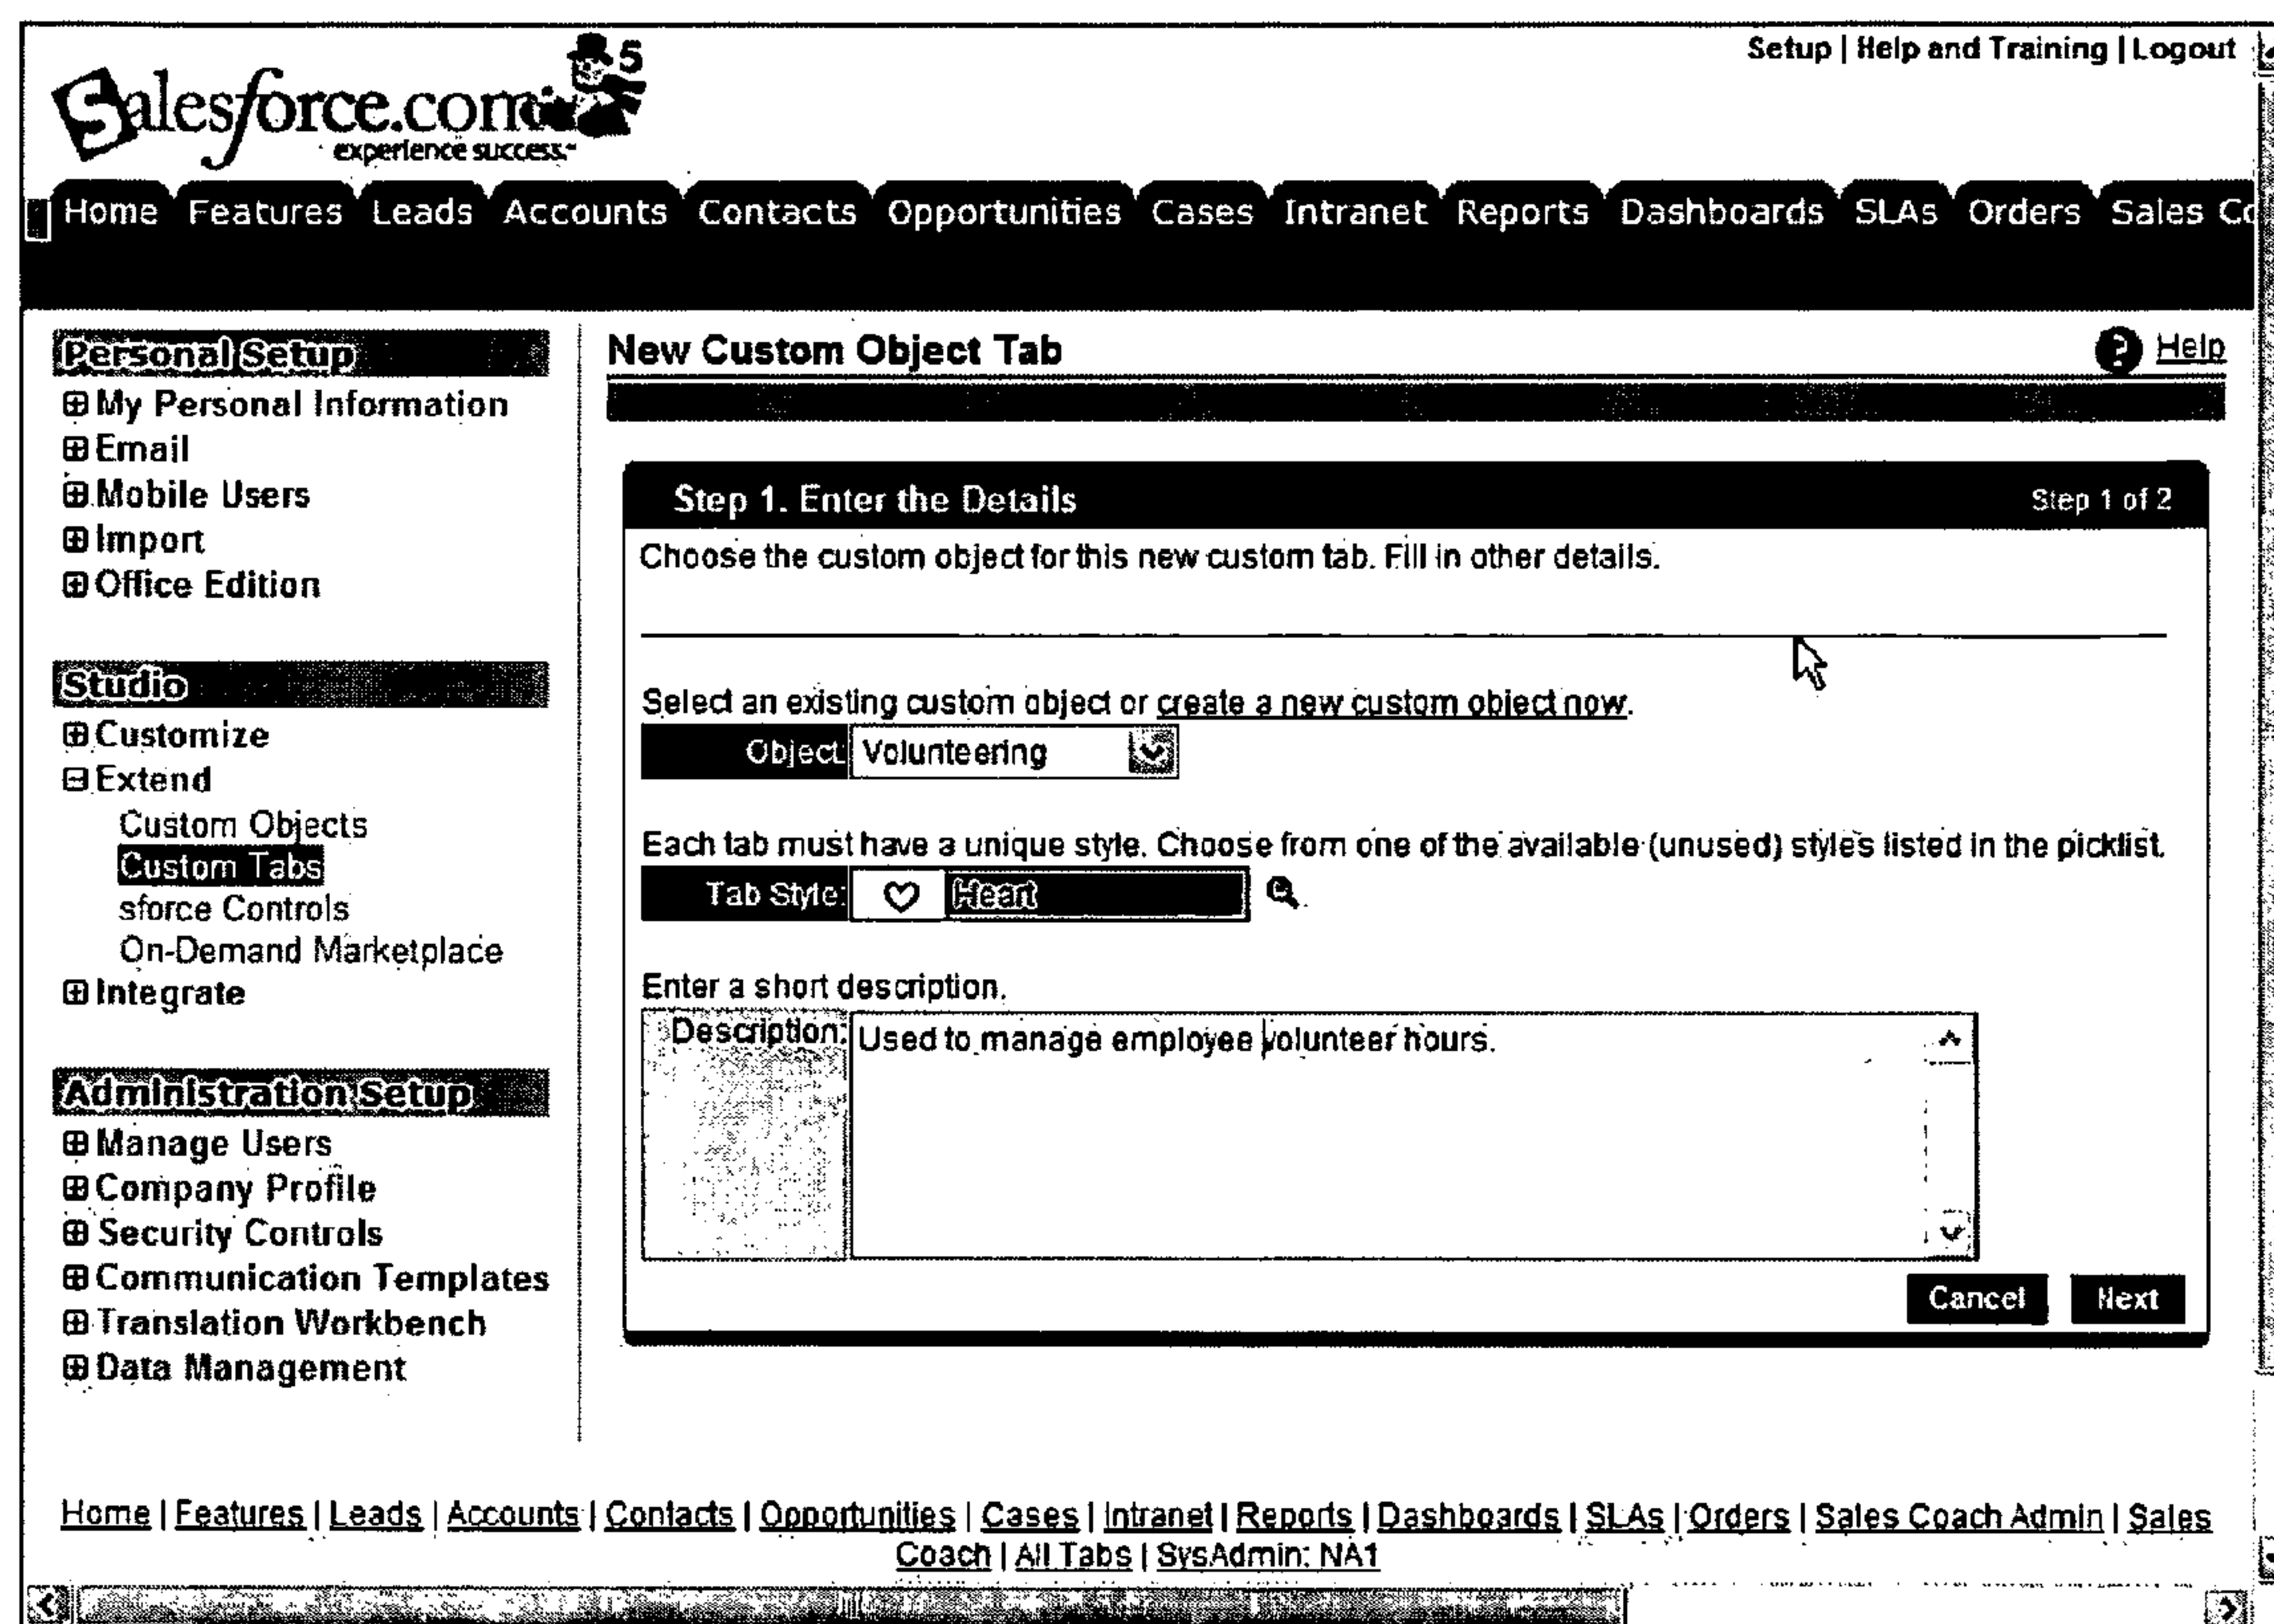 Setup | Help and Training | Logout
Salesforce.com 5
experience success.™
Home Features Leads Accounts Contacts Opportunities Cases Intranet Reports Dashboards SLAs Orders Sales Co
Personal Setup
My Personal Information
Email
Mobile Users
Import
Office Edition
Studio
Customize
Extend
Custom Objects
Custom Tabs
sforce Controls
On-Demand Marketplace
Integrate
Administration Setup
Manage Users
Company Profile
Security Controls
Communication Templates
Translation Workbench
Data Management
New Custom Object Tab
? Help
Step 1. Enter the Details Step 1 of 2
Choose the custom object for this new custom tab. Fill in other details.
Select an existing custom object or create a new custom object now.
Object: Volunteering
Each tab must have a unique style. Choose from one of the available (unused) styles listed in the picklist.
Tab Style: Heart
Enter a short description.
Description: Used to manage employee volunteer hours.
Cancel Next
Home | Features | Leads | Accounts | Contacts | Opportunities | Cases | Intranet | Reports | Dashboards | SLAs | Orders | Sales Coach Admin | Sales
Coach | All Tabs | SysAdmin: NA1